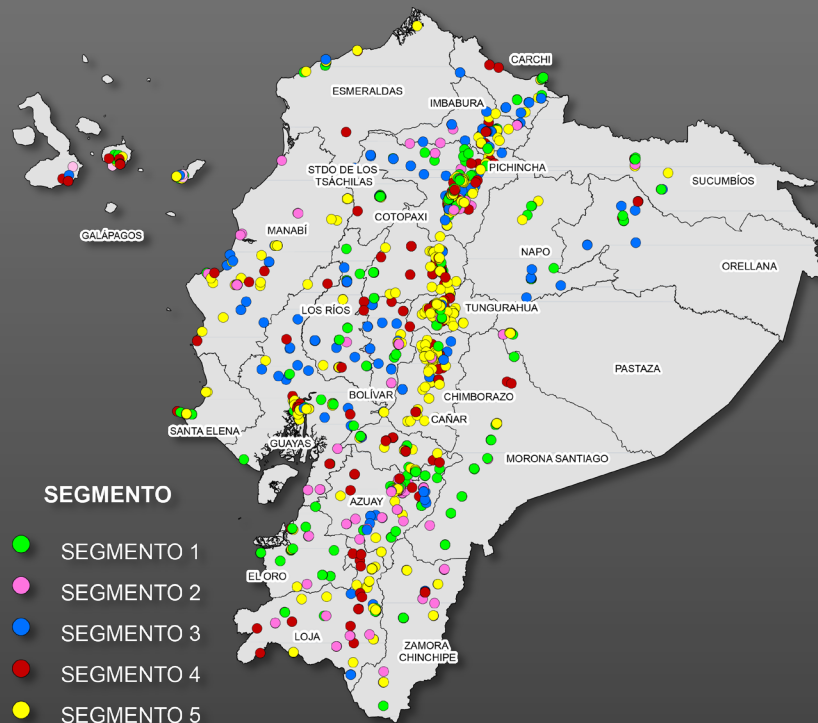 CARCHI
ESMERALDAS
IMBABURA
PICHINCHA
STDO DE LOS
TSÁCHILAS
SUCUMBÍOS
COTOPAXI
MANABÍ
GALÁPAGOS
NAPO
ORELLANA
LOS RÍOS
TUNGURAHUA
PASTAZA
BOLÍVAR
CHIMBORAZO
CAÑAR
SANTA ELENA
GUAYAS
MORONA SANTIAGO
AZUAY
EL ORO
LOJA
ZAMORA
CHINCHIPE
SEGMENTO
SEGMENTO 1
SEGMENTO 2
SEGMENTO 3
SEGMENTO 4
SEGMENTO 5